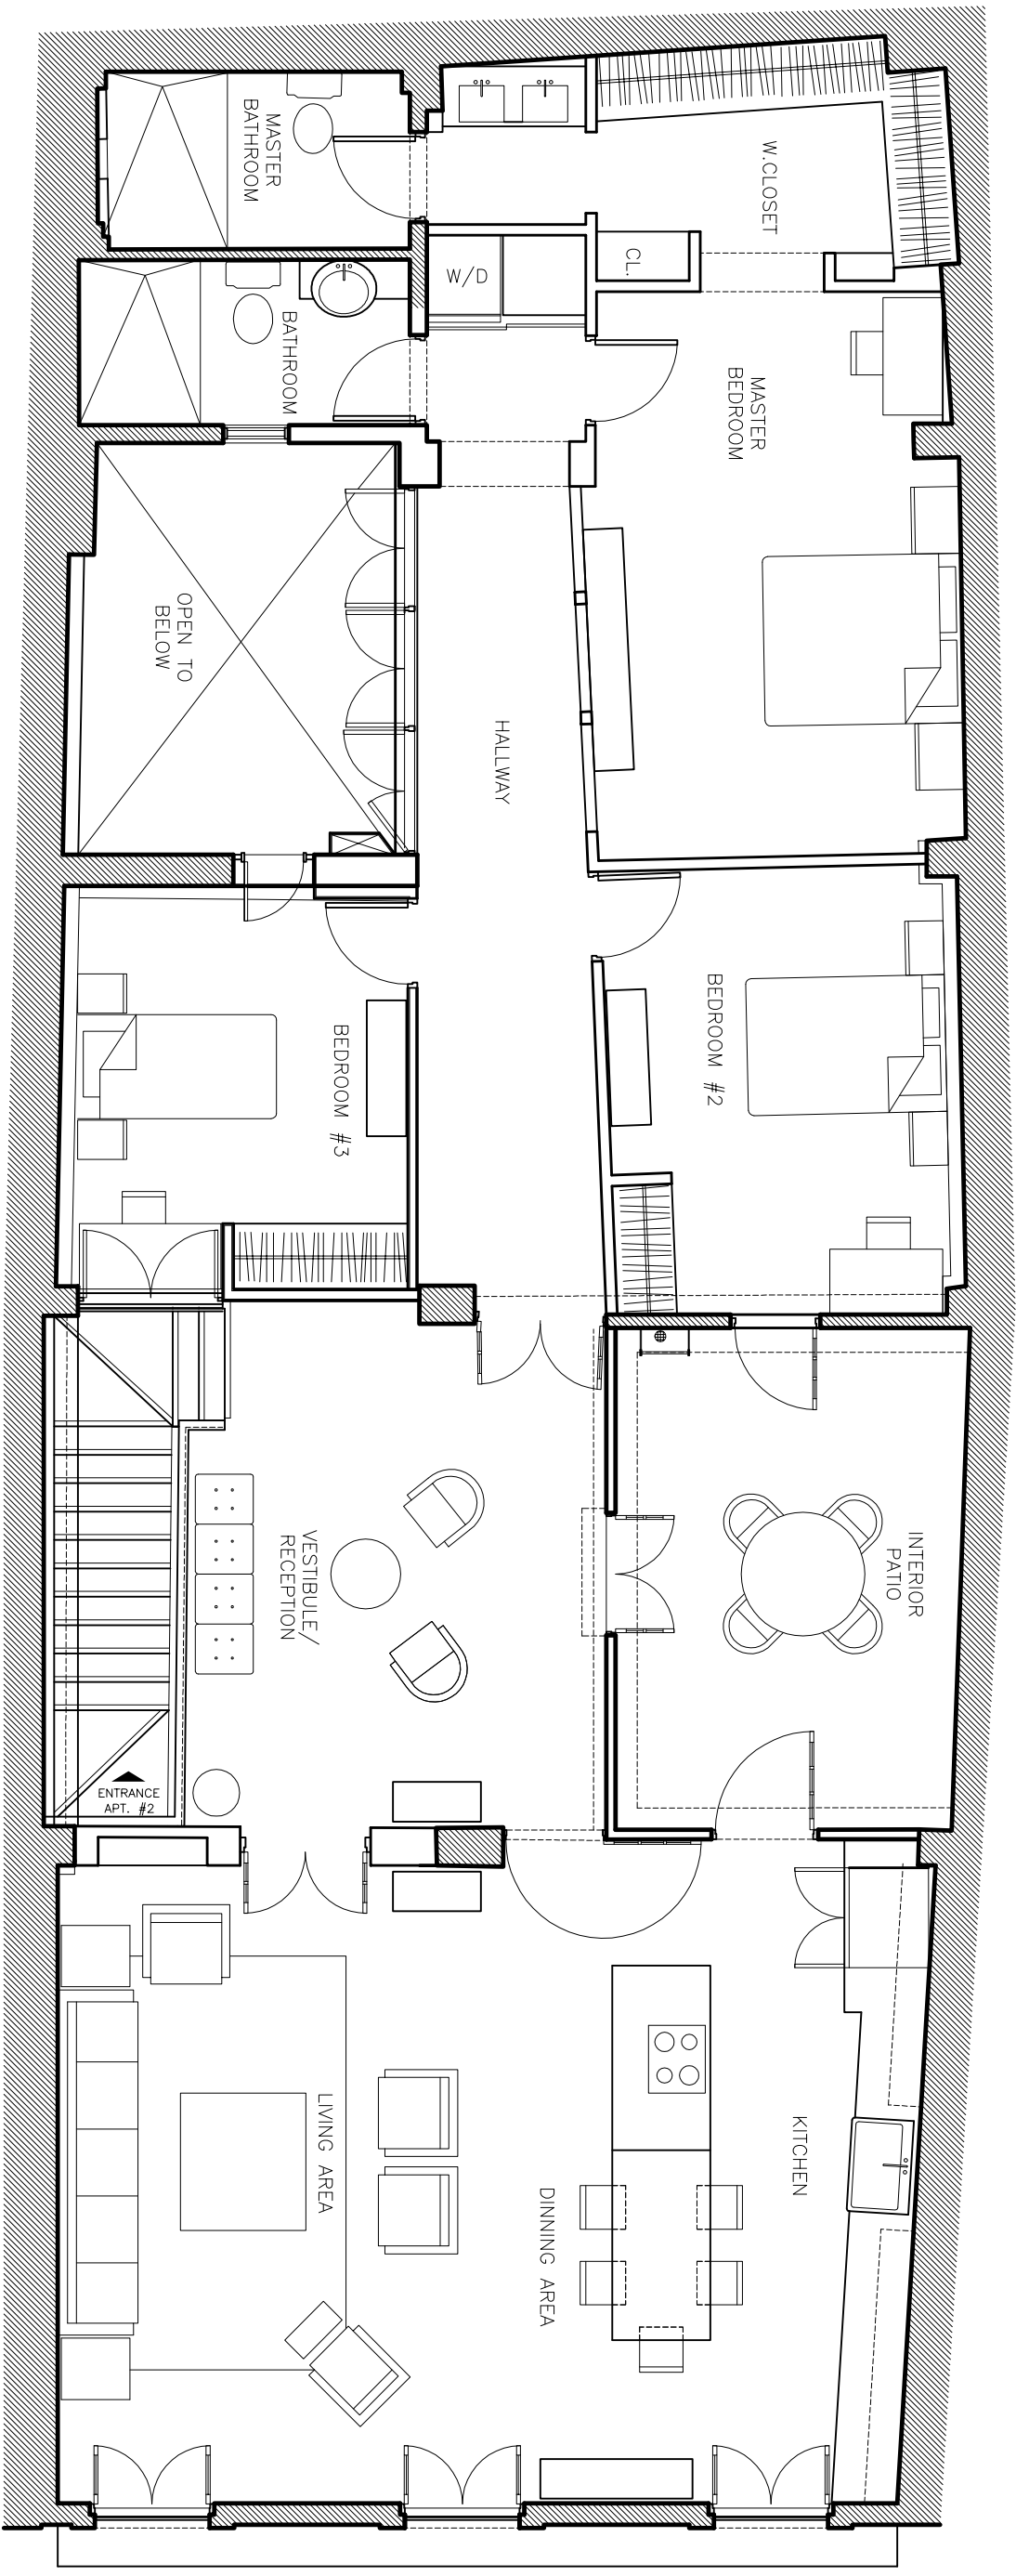 MASTER
BATHROOM
W.CLOSET
CL.
W/D
BATHROOM
MASTER
BEDROOM
OPEN TO
BELOW
HALLWAY
BEDROOM #2
BEDROOM #3
INTERIOR
PATIO
VESTIBULE/
RECEPTION
ENTRANCE
APT. #2
LIVING AREA
KITCHEN
DINNING AREA